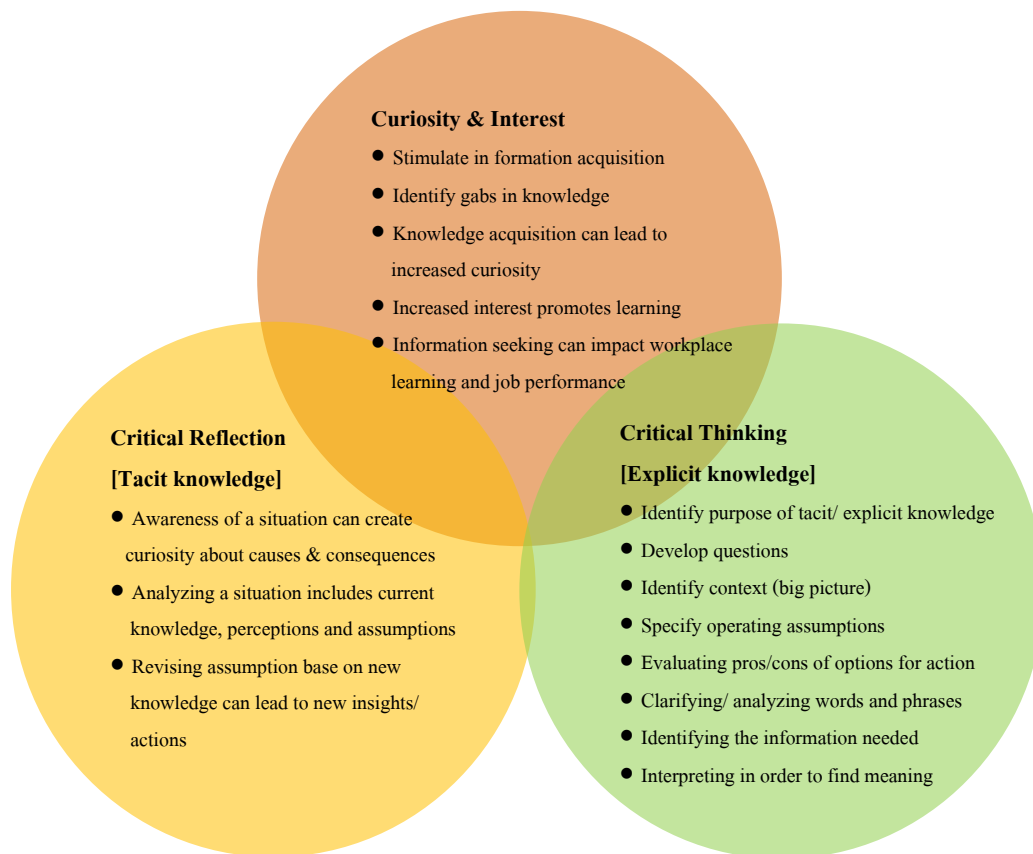 Curiosity & Interest
● Stimulate in formation acquisition
● Identify gabs in knowledge
● Knowledge acquisition can lead to
increased curiosity
● Increased interest promotes learning
● Information seeking can impact workplace
learning and job performance
Critical Reflection
[Tacit knowledge]
● Awareness of a situation can create
curiosity about causes & consequences
● Analyzing a situation includes current
knowledge, perceptions and assumptions
● Revising assumption base on new
knowledge can lead to new insights/
actions
Critical Thinking
[Explicit knowledge]
● Identify purpose of tacit/ explicit knowledge
● Develop questions
● Identify context (big picture)
● Specify operating assumptions
● Evaluating pros/cons of options for action
● Clarifying/ analyzing words and phrases
● Identifying the information needed
● Interpreting in order to find meaning